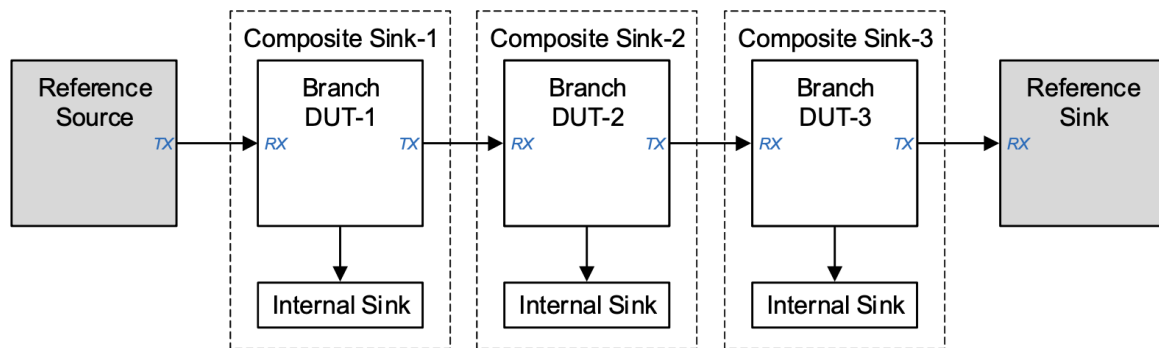 Composite Sink-1
Composite Sink-2
Composite Sink-3
Reference
Source
TX
Branch
DUT-1
RX
TX
Branch
DUT-2
RX
TX
Branch
DUT-3
RX
TX
Reference
Sink
RX
Internal Sink
Internal Sink
Internal Sink